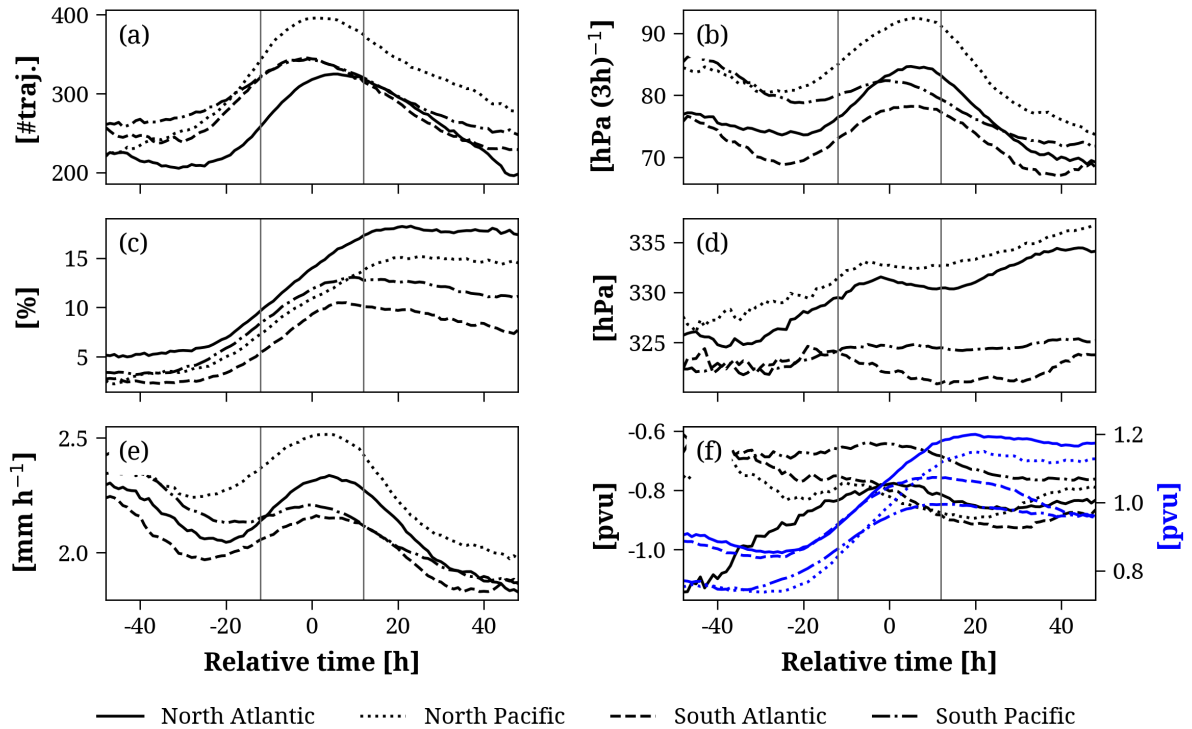 400
300
200
[#traj.]
(a)
90
80
70
[hPa (3h)⁻¹]
(b)
15
10
5
[%]
(c)
335
330
325
[hPa]
(d)
2.5
2.0
[mm h⁻¹]
(e)
-40 -20 0 20 40
Relative time [h]
-0.6
-0.8
-1.0
[pvu]
(f)
1.2
1.0
0.8
[pvu]
-40 -20 0 20 40
Relative time [h]
North Atlantic North Pacific South Atlantic South Pacific